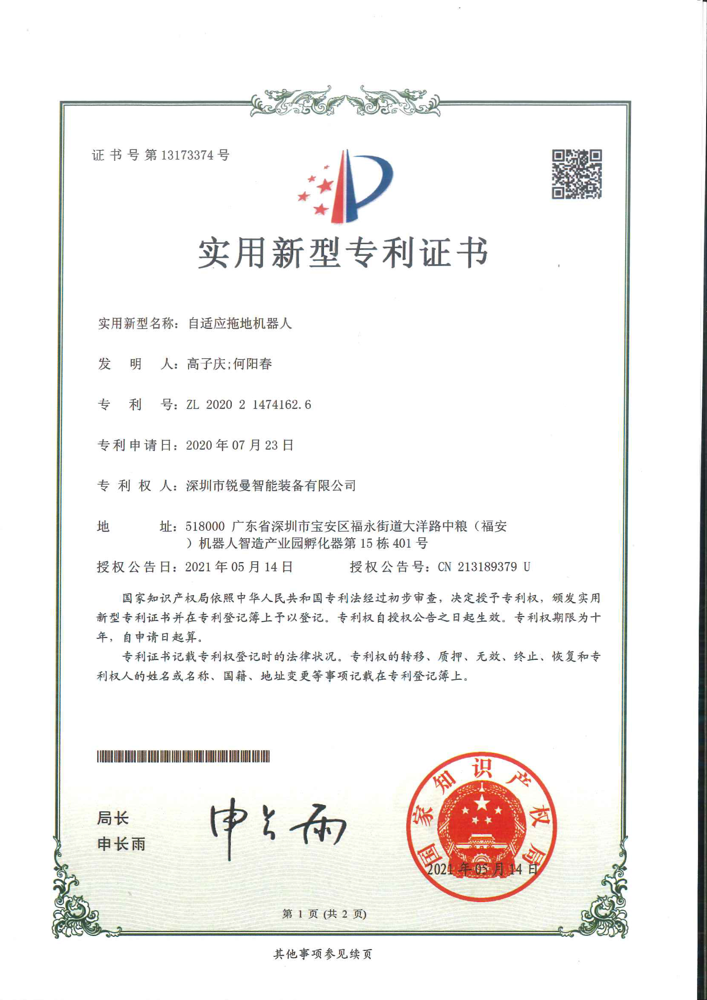 证书号第13173374号
实用新型专利证书
实用新型名称：自适应拖地机器人
发明人：高子庆;何阳春
专利号：ZL 2020 2 1474162.6
专利申请日：2020年07月23日
专利权人：深圳市锐曼智能装备有限公司
地址：518000 广东省深圳市宝安区福永街道大洋路中粮（福安
）机器人智造产业园孵化器第15栋401号
授权公告日：2021年05月14日 授权公告号：CN 213189379 U
国家知识产权局依照中华人民共和国专利法经过初步审查，决定授予专利权，颁发实用
新型专利证书并在专利登记簿上予以登记。专利权自授权公告之日起生效。专利权期限为十
年，自申请日起算。
专利证书记载专利权登记时的法律状况。专利权的转移、质押、无效、终止、恢复和专
利权人的姓名或名称、国籍、地址变更等事项记载在专利登记簿上。
局长
申长雨
申长雨
国家知识产权局
2021年05月14日
第 1 页 (共 2 页)
其他事项参见续页